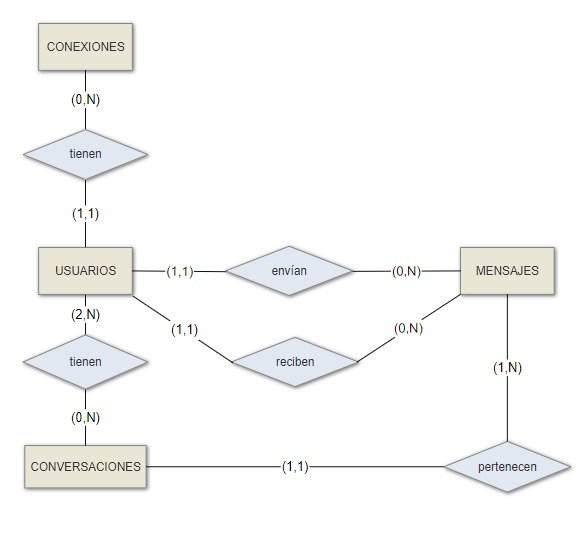 CONEXIONES
(0,N)
tienen
(1,1)
USUARIOS
(1,1)
envían
(0,N)
MENSAJES
(2,N)
(1,1)
(0,N)
tienen
reciben
(1,N)
(0,N)
CONVERSACIONES
(1,1)
pertenecen